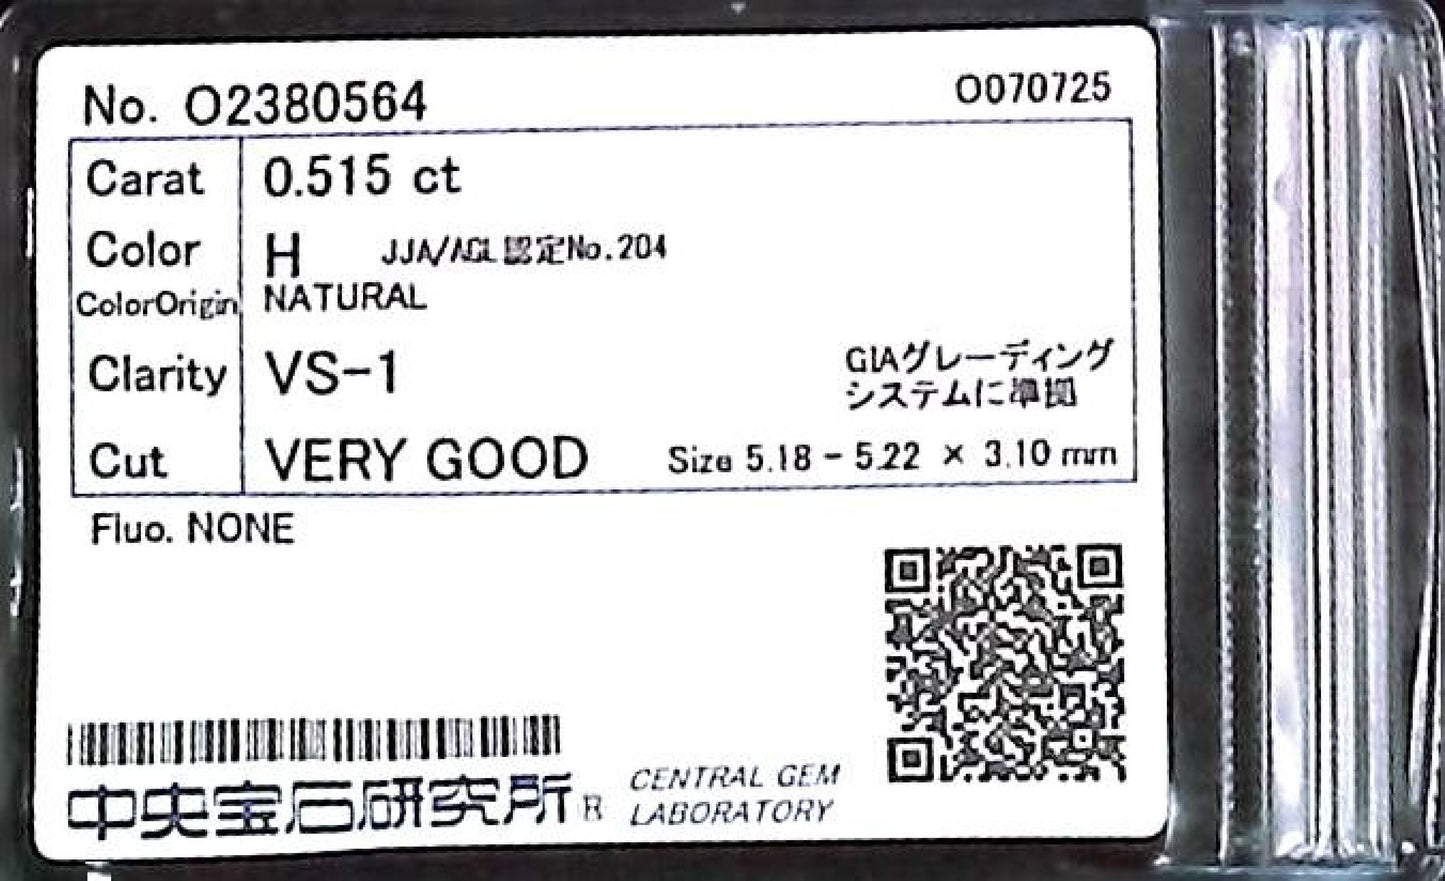 No. O2380564 O070725
Carat 0.515 ct
Color H JJA/AGL認定No.204
ColorOrigin NATURAL
Clarity VS-1 GIAグレーディング
システムに準拠
Cut VERY GOOD Size 5.18 - 5.22 × 3.10 mm
Fluo. NONE
中央宝石研究所® CENTRAL GEM
LABORATORY